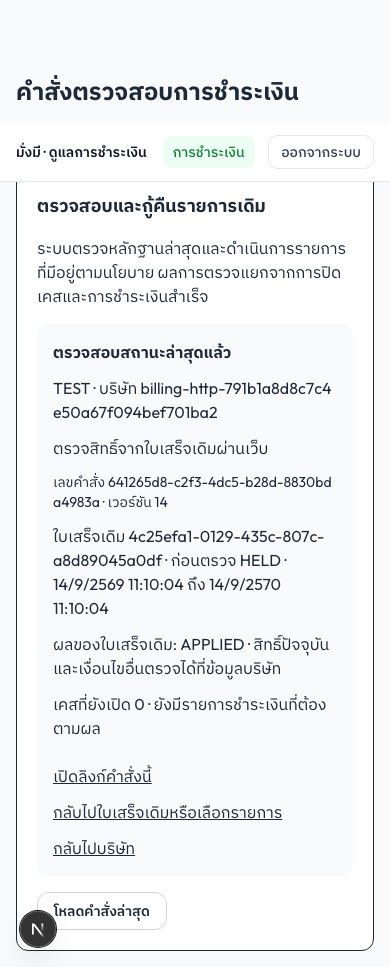 คำสั่งตรวจสอบการชำระเงิน
มั่งมี · ดูแลการชำระเงิน
การชำระเงิน
ออกจากระบบ
ตรวจสอบและกู้คืนรายการเดิม
ระบบตรวจหลักฐานล่าสุดและดำเนินการรายการ
ที่มีอยู่ตามนโยบาย ผลการตรวจแยกจากการปิด
เคสและการชำระเงินสำเร็จ
ตรวจสอบสถานะล่าสุดแล้ว
TEST · บริษัท billing-http-791b1a8d8c7c4
e50a67f094bef701ba2
ตรวจสิทธิ์จากใบเสร็จเดิมผ่านเว็บ
เลขคำสั่ง 641265d8-c2f3-4dc5-b28d-8830bd
a4983a · เวอร์ชัน 14
ใบเสร็จเดิม 4c25efa1-0129-435c-807c-
a8d89045a0df · ก่อนตรวจ HELD ·
14/9/2569 11:10:04 ถึง 14/9/2570
11:10:04
ผลของใบเสร็จเดิม: APPLIED · สิทธิ์ปัจจุบัน
และเงื่อนไขอื่นตรวจได้ที่ข้อมูลบริษัท
เคสที่ยังเปิด 0 · ยังมีรายการชำระเงินที่ต้อง
ตามผล
เปิดลิงก์คำสั่งนี้
กลับไปใบเสร็จเดิมหรือเลือกรายการ
กลับไปบริษัท
โหลดคำสั่งล่าสุด
N